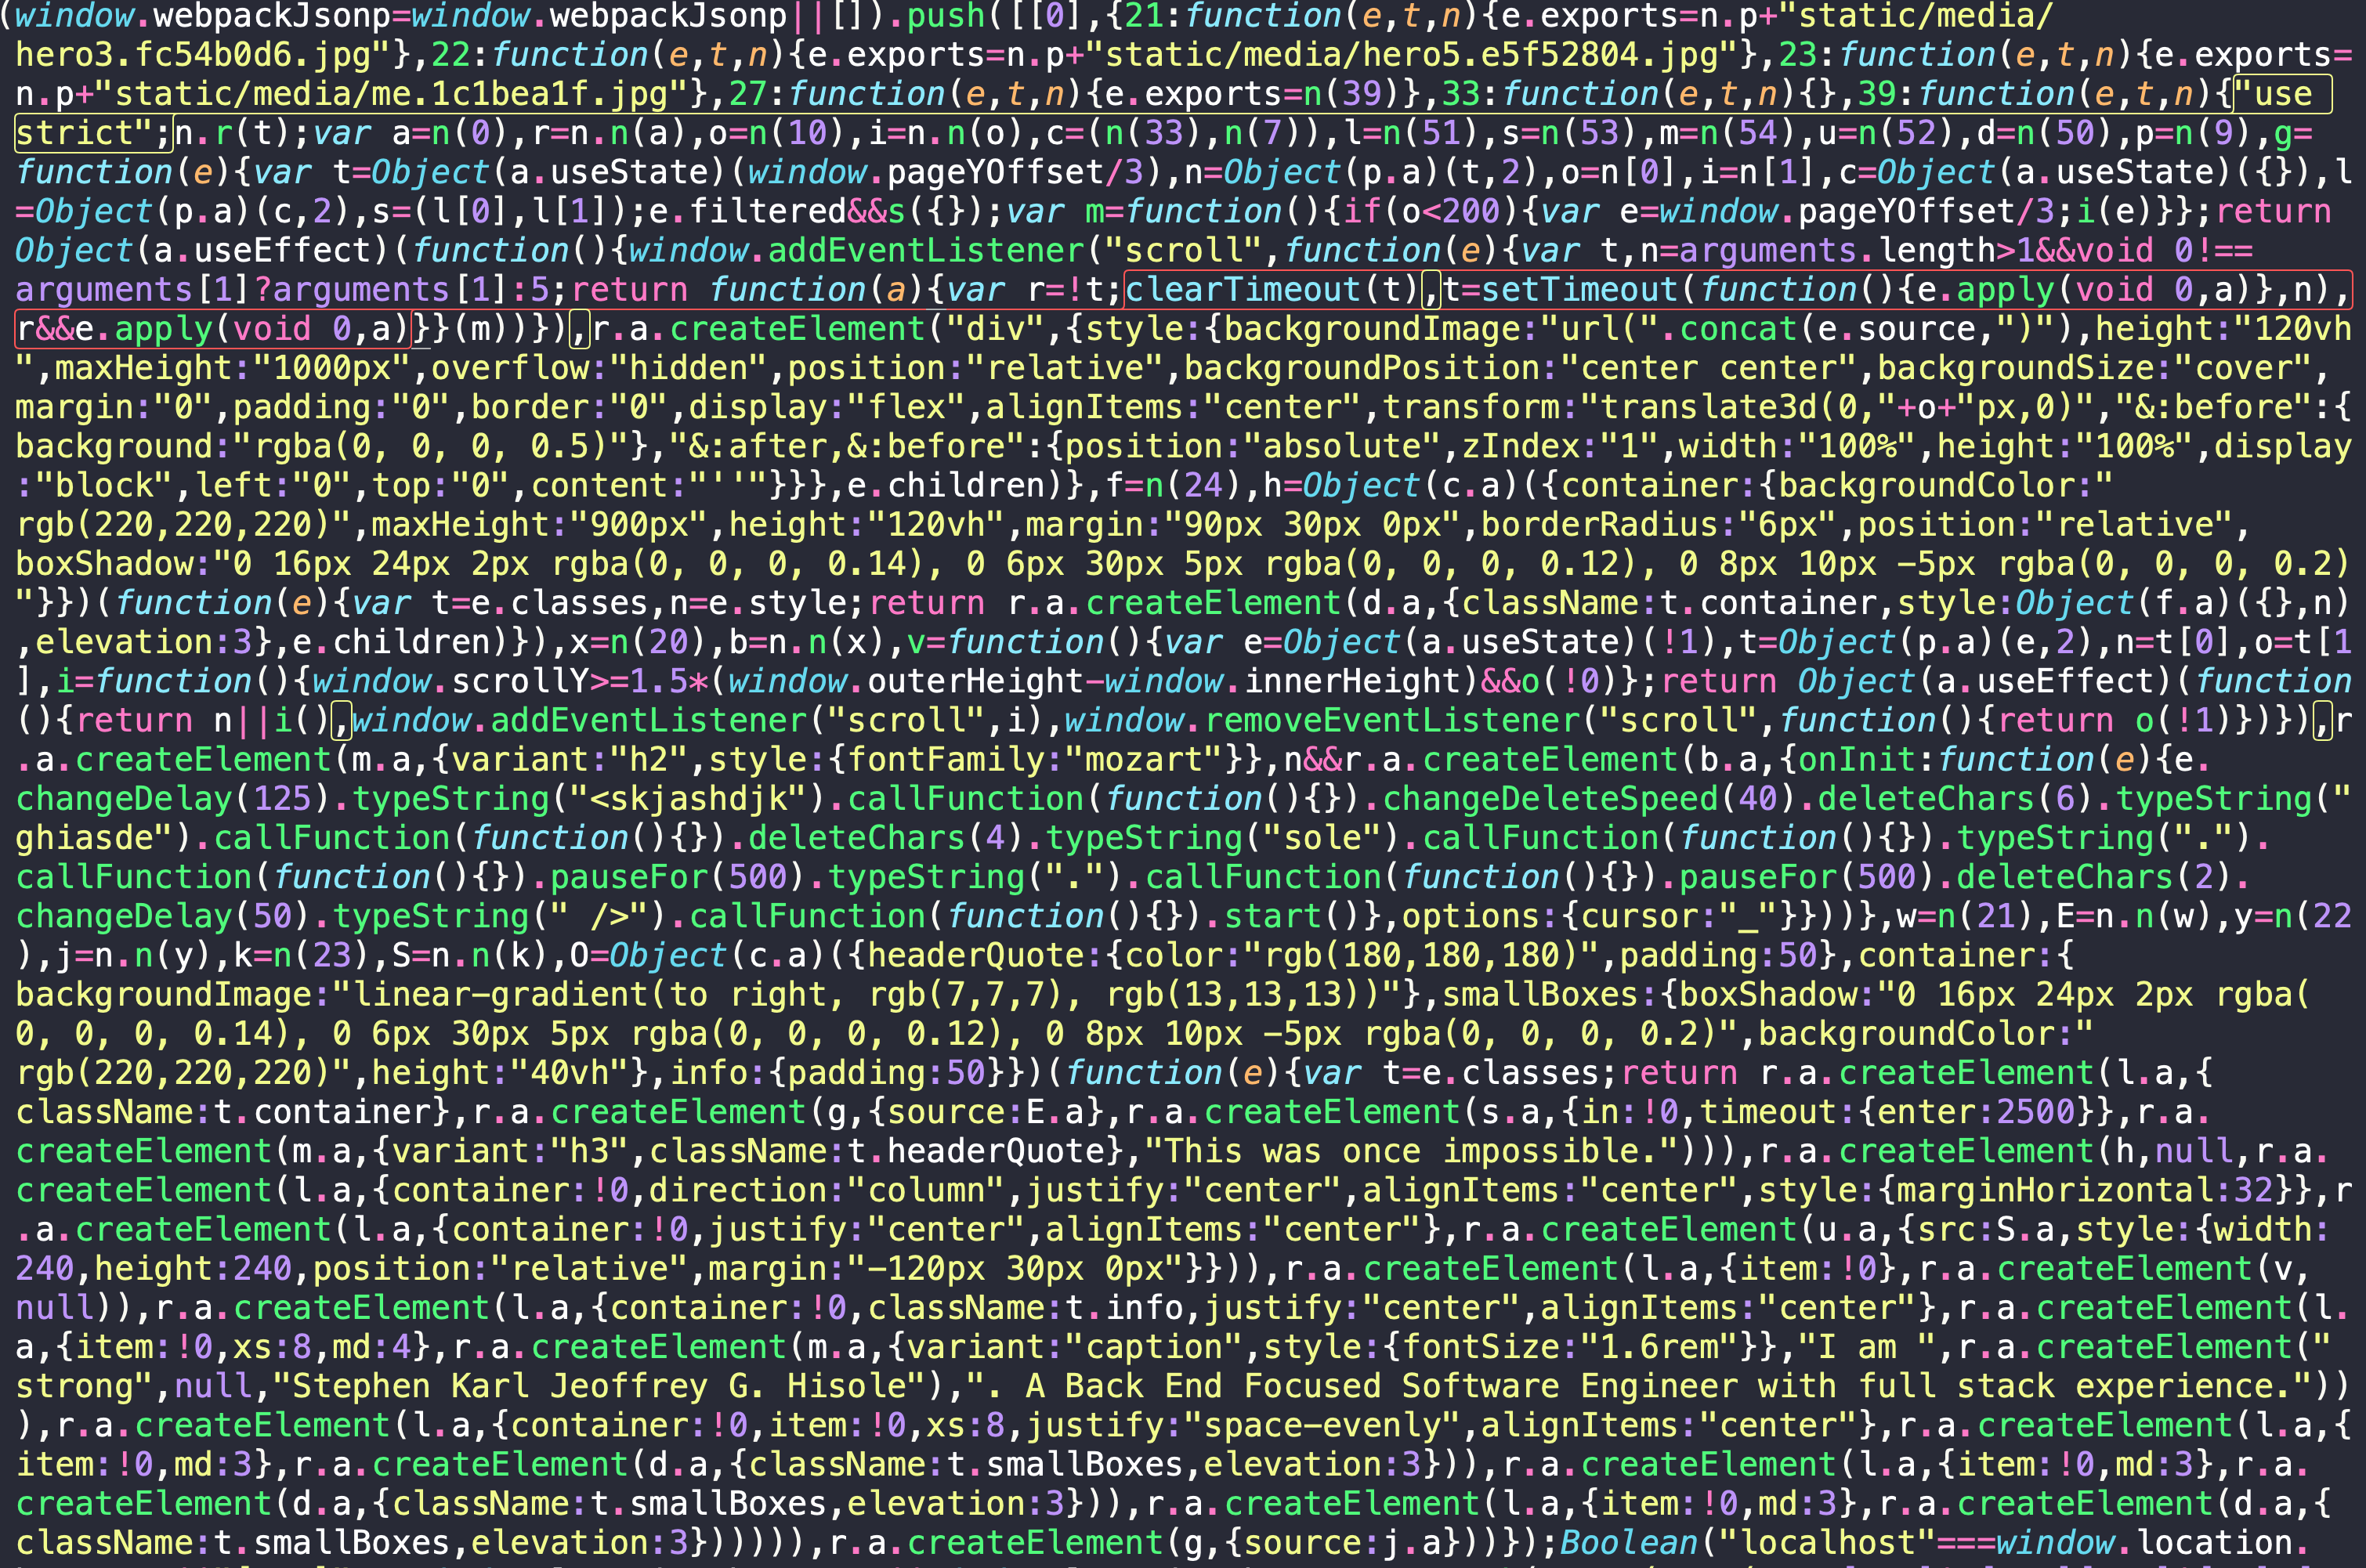 (window.webpackJsonp=window.webpackJsonp||[]).push([[0],{21:function(e,t,n){e.exports=n.p+"static/media/
hero3.fc54b0d6.jpg"},22:function(e,t,n){e.exports=n.p+"static/media/hero5.e5f52804.jpg"},23:function(e,t,n){e.exports=
n.p+"static/media/me.1c1bea1f.jpg"},27:function(e,t,n){e.exports=n(39)},33:function(e,t,n){},39:function(e,t,n){"use
strict";n.r(t);var a=n(0),r=n.n(a),o=n(10),i=n.n(o),c=(n(33),n(7)),l=n(51),s=n(53),m=n(54),u=n(52),d=n(50),p=n(9),g=
function(e){var t=Object(a.useState)(window.pageYOffset/3),n=Object(p.a)(t,2),o=n[0],i=n[1],c=Object(a.useState)({}),l
=Object(p.a)(c,2),s=(l[0],l[1]);e.filtered&&s({});var m=function(){if(o<200){var e=window.pageYOffset/3;i(e)}};return
Object(a.useEffect)(function(){window.addEventListener("scroll",function(e){var t,n=arguments.length>1&&void 0!==
arguments[1]?arguments[1]:5;return function(a){var r=!t;clearTimeout(t),t=setTimeout(function(){e.apply(void 0,a)},n),
r&&e.apply(void 0,a)}}(m))}),r.a.createElement("div",{style:{backgroundImage:"url(".concat(e.source,")"),height:"120vh
",maxHeight:"1000px",overflow:"hidden",position:"relative",backgroundPosition:"center center",backgroundSize:"cover",
margin:"0",padding:"0",border:"0",display:"flex",alignItems:"center",transform:"translate3d(0,"+o+"px,0)","&:before":{
background:"rgba(0, 0, 0, 0.5)"},"&:after,&:before":{position:"absolute",zIndex:"1",width:"100%",height:"100%",display
:"block",left:"0",top:"0",content:"''"}}},e.children)},f=n(24),h=Object(c.a)({container:{backgroundColor:"
rgb(220,220,220)",maxHeight:"900px",height:"120vh",margin:"90px 30px 0px",borderRadius:"6px",position:"relative",
boxShadow:"0 16px 24px 2px rgba(0, 0, 0, 0.14), 0 6px 30px 5px rgba(0, 0, 0, 0.12), 0 8px 10px -5px rgba(0, 0, 0, 0.2)
"}})(function(e){var t=e.classes,n=e.style;return r.a.createElement(d.a,{className:t.container,style:Object(f.a)({},n)
,elevation:3},e.children)}),x=n(20),b=n.n(x),v=function(){var e=Object(a.useState)(!1),t=Object(p.a)(e,2),n=t[0],o=t[1
],i=function(){window.scrollY>=1.5*(window.outerHeight-window.innerHeight)&&o(!0)};return Object(a.useEffect)(function
(){return n||i(),window.addEventListener("scroll",i),window.removeEventListener("scroll",function(){return o(!1)})}),r
.a.createElement(m.a,{variant:"h2",style:{fontFamily:"mozart"}},n&&r.a.createElement(b.a,{onInit:function(e){e.
changeDelay(125).typeString("<skjashdjk").callFunction(function(){}).changeDeleteSpeed(40).deleteChars(6).typeString("
ghiasde").callFunction(function(){}).deleteChars(4).typeString("sole").callFunction(function(){}).typeString(".").
callFunction(function(){}).pauseFor(500).typeString(".").callFunction(function(){}).pauseFor(500).deleteChars(2).
changeDelay(50).typeString(" />").callFunction(function(){}).start()},options:{cursor:"_"}}))},w=n(21),E=n.n(w),y=n(22
),j=n.n(y),k=n(23),S=n.n(k),O=Object(c.a)({headerQuote:{color:"rgb(180,180,180)",padding:50},container:{
backgroundImage:"linear-gradient(to right, rgb(7,7,7), rgb(13,13,13))"},smallBoxes:{boxShadow:"0 16px 24px 2px rgba(
0, 0, 0, 0.14), 0 6px 30px 5px rgba(0, 0, 0, 0.12), 0 8px 10px -5px rgba(0, 0, 0, 0.2)",backgroundColor:"
rgb(220,220,220)",height:"40vh"},info:{padding:50}})(function(e){var t=e.classes;return r.a.createElement(l.a,{
className:t.container},r.a.createElement(g,{source:E.a},r.a.createElement(s.a,{in:!0,timeout:{enter:2500}},r.a.
createElement(m.a,{variant:"h3",className:t.headerQuote},"This was once impossible."))),r.a.createElement(h,null,r.a.
createElement(l.a,{container:!0,direction:"column",justify:"center",alignItems:"center",style:{marginHorizontal:32}},r
.a.createElement(l.a,{container:!0,justify:"center",alignItems:"center"},r.a.createElement(u.a,{src:S.a,style:{width:
240,height:240,position:"relative",margin:"-120px 30px 0px"}})),r.a.createElement(l.a,{item:!0},r.a.createElement(v,
null)),r.a.createElement(l.a,{container:!0,className:t.info,justify:"center",alignItems:"center"},r.a.createElement(l.
a,{item:!0,xs:8,md:4},r.a.createElement(m.a,{variant:"caption",style:{fontSize:"1.6rem"}},"I am ",r.a.createElement("
strong",null,"Stephen Karl Jeoffrey G. Hisole"),". A Back End Focused Software Engineer with full stack experience."))
),r.a.createElement(l.a,{container:!0,item:!0,xs:8,justify:"space-evenly",alignItems:"center"},r.a.createElement(l.a,{
item:!0,md:3},r.a.createElement(d.a,{className:t.smallBoxes,elevation:3})),r.a.createElement(l.a,{item:!0,md:3},r.a.
createElement(d.a,{className:t.smallBoxes,elevation:3})),r.a.createElement(l.a,{item:!0,md:3},r.a.createElement(d.a,{
className:t.smallBoxes,elevation:3}))))),r.a.createElement(g,{source:j.a}))});Boolean("localhost"===window.location.